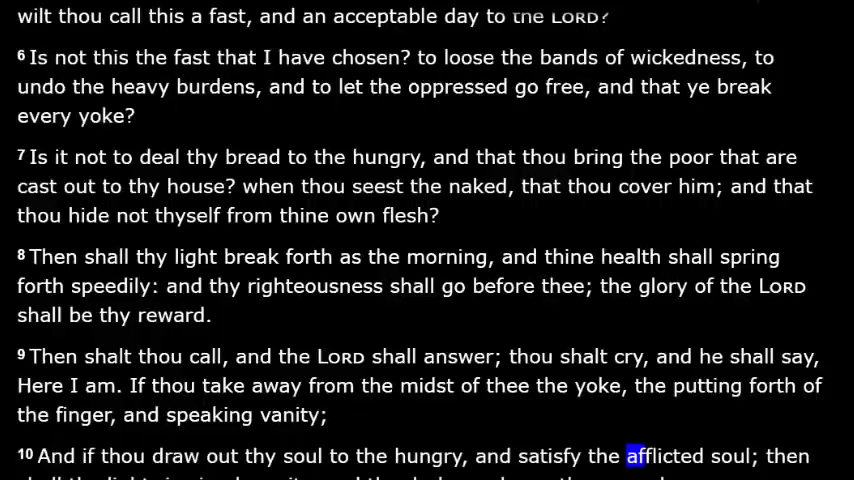 wilt thou call this a fast, and an acceptable day to the LORD?
6 Is not this the fast that I have chosen? to loose the bands of wickedness, to
undo the heavy burdens, and to let the oppressed go free, and that ye break
every yoke?
7 Is it not to deal thy bread to the hungry, and that thou bring the poor that are
cast out to thy house? when thou seest the naked, that thou cover him; and that
thou hide not thyself from thine own flesh?
8 Then shall thy light break forth as the morning, and thine health shall spring
forth speedily: and thy righteousness shall go before thee; the glory of the LORD
shall be thy reward.
9 Then shalt thou call, and the LORD shall answer; thou shalt cry, and he shall say,
Here I am. If thou take away from the midst of thee the yoke, the putting forth of
the finger, and speaking vanity;
10 And if thou draw out thy soul to the hungry, and satisfy the afflicted soul; then